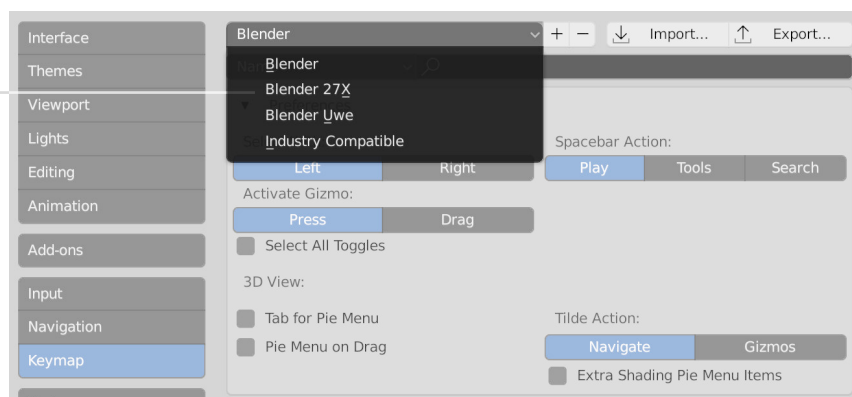 Interface
Themes
Viewport
Lights
Editing
Animation
Add-ons
Input
Navigation
Keymap
Blender
+ − Import... Export...
Blender
Blender 27X
Blender Uwe
Industry Compatible
Preferences
Left Right
Spacebar Action:
Play Tools Search
Activate Gizmo:
Press Drag
Select All Toggles
3D View:
Tab for Pie Menu
Pie Menu on Drag
Tilde Action:
Navigate Gizmos
Extra Shading Pie Menu Items